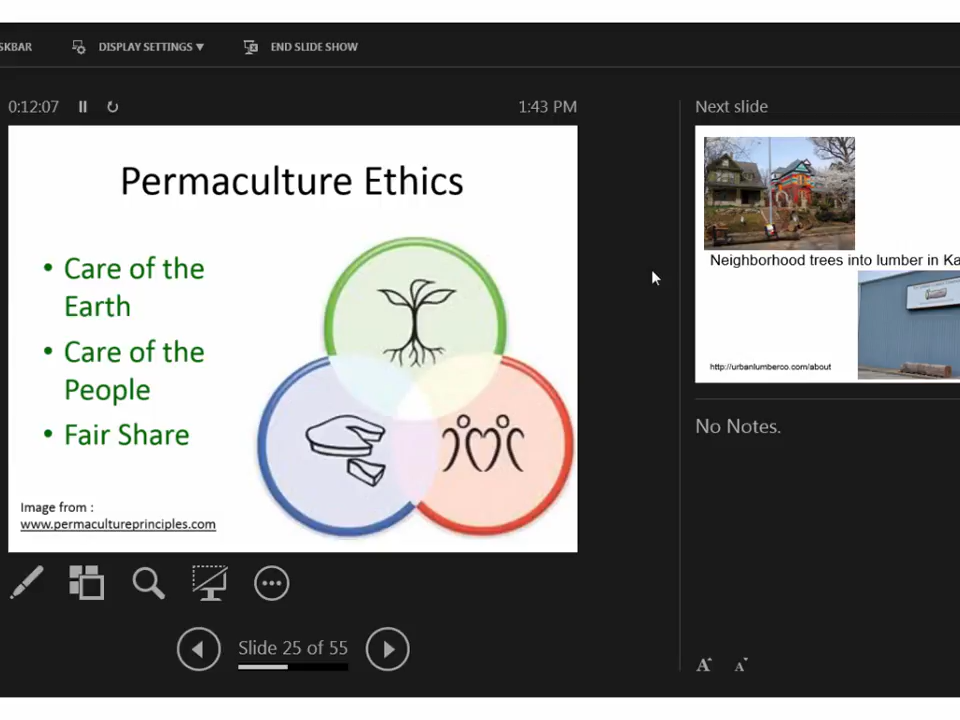 SKBAR
DISPLAY SETTINGS ▼
END SLIDE SHOW
0:12:07
1:43 PM
Permaculture Ethics
• Care of the
Earth
• Care of the
People
• Fair Share
Image from :
www.permacultureprinciples.com
Slide 25 of 55
Next slide
Neighborhood trees into lumber in Ka
http://urbanlumberco.com/about
No Notes.
A A